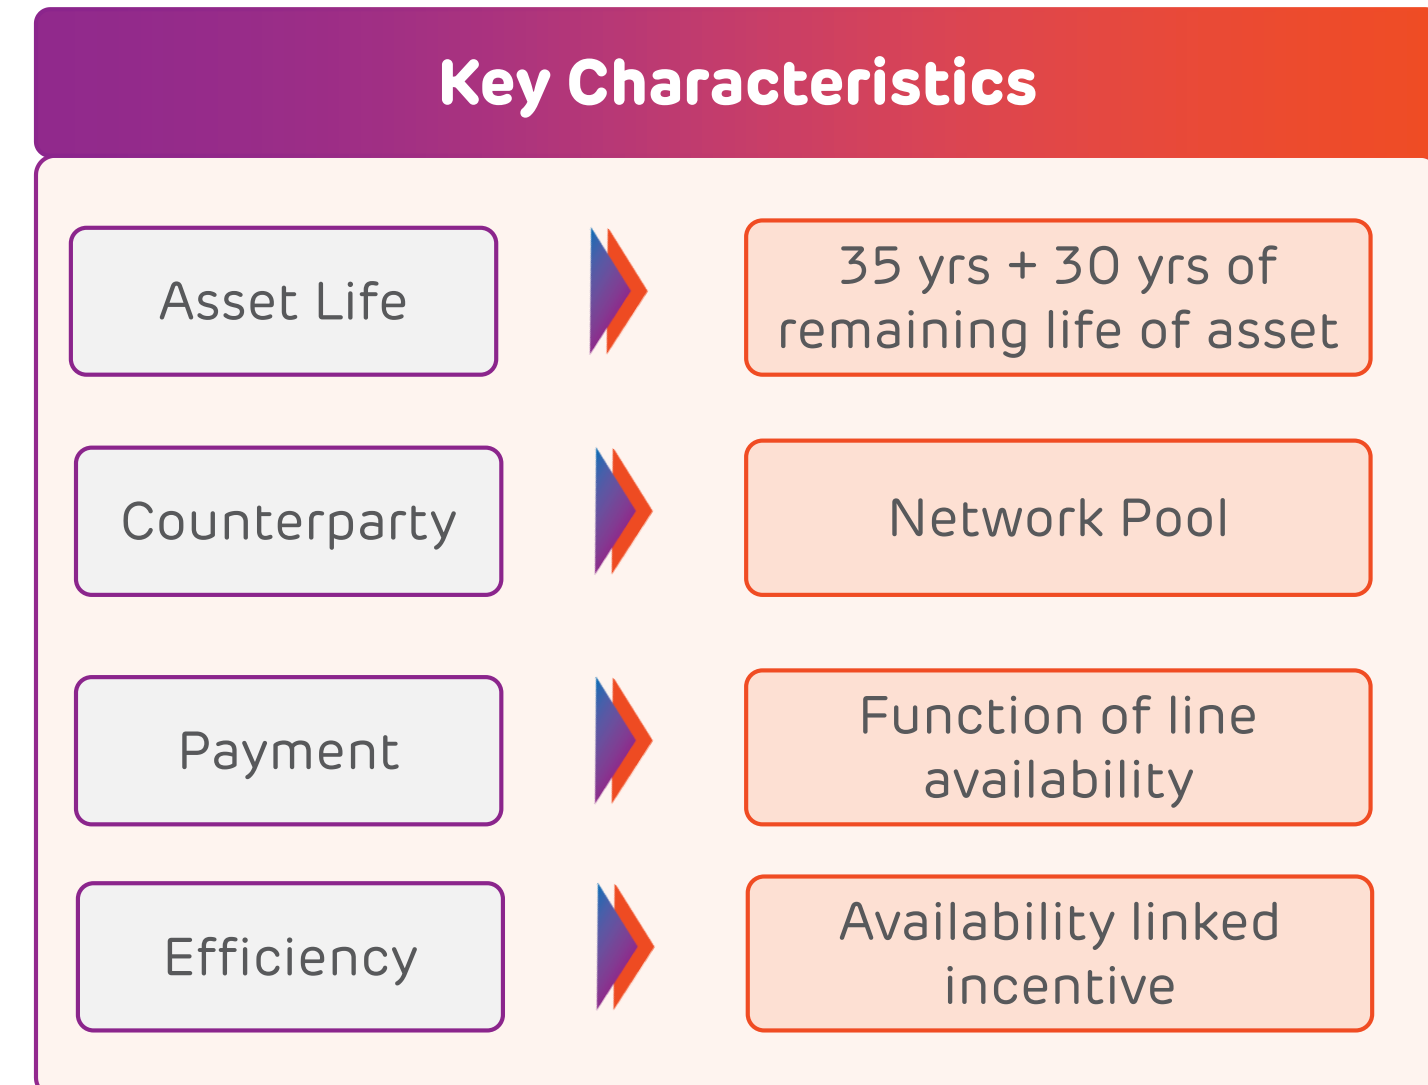 Key Characteristics
Asset Life
35 yrs + 30 yrs of
remaining life of asset
Counterparty
Network Pool
Payment
Function of line
availability
Efficiency
Availability linked
incentive